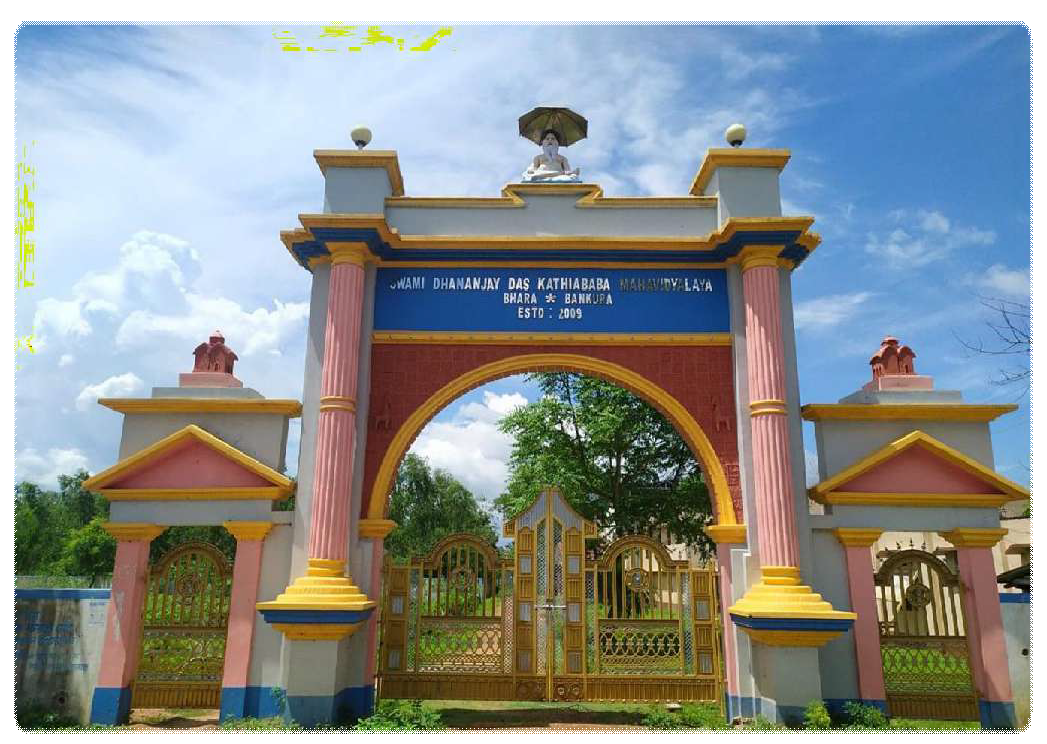 SWAMI DHANANJAY DAS KATHIABABA MAHAVIDYALAYA
BHARA * BANKURA
ESTD : 2009